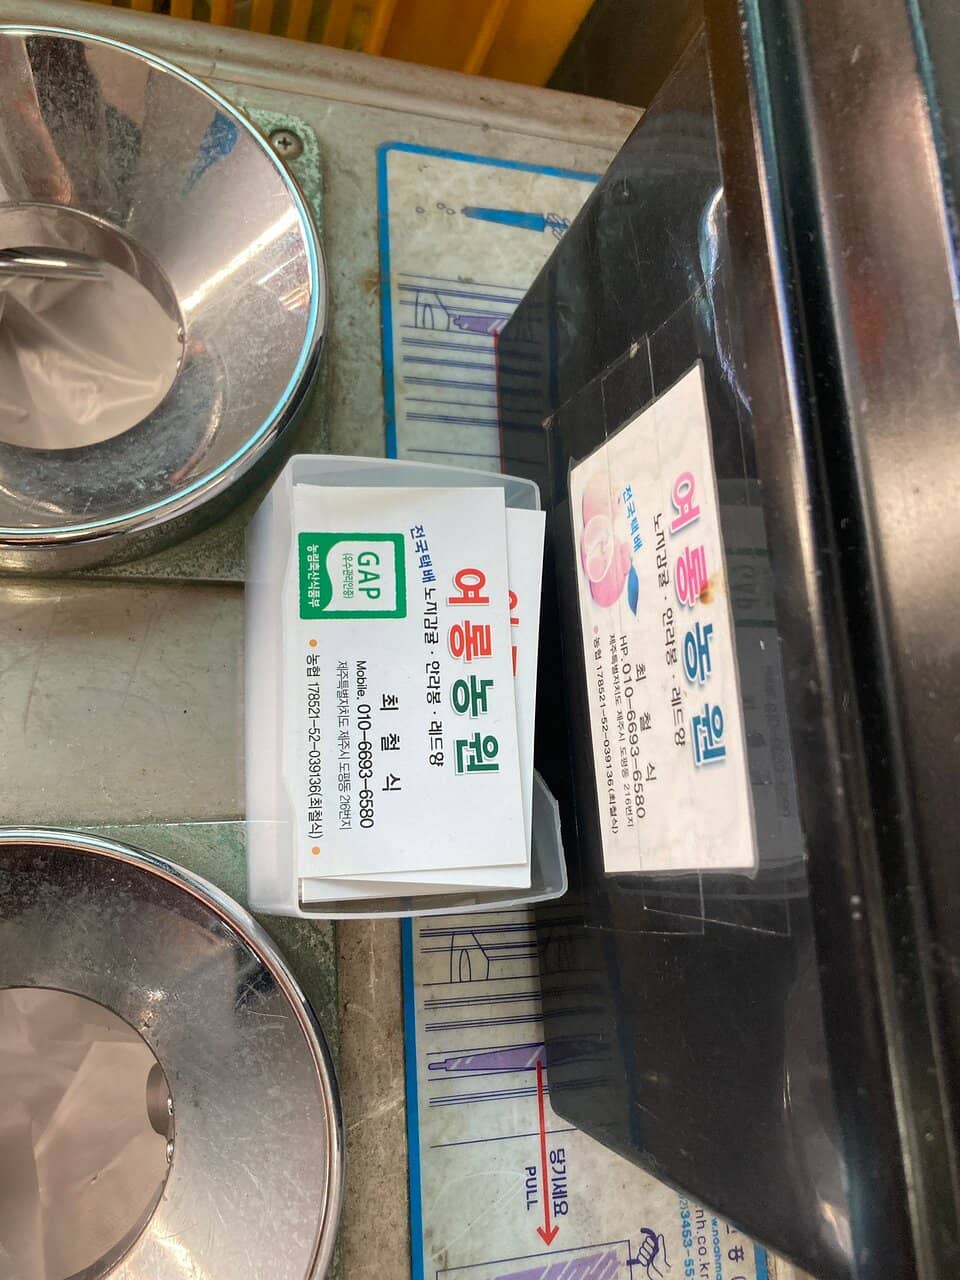 여룽농원
전국택배 노지감귤 · 안라봉 · 레드향
최 철 식
Mobile. 010-6693-6580
제주특별자치도 제주시 도평동 216번지
농협 178521-52-039136(최철식)
GAP
(우수관리인증)
농림축산식품부
여룽농원
노지감귤 · 안라봉 · 레드향
전국택배
최 철 식
HP. 010-6693-6580
제주특별자치도 제주시 도평동 216번지
농협 178521-52-039136(최철식)
당기세요
PULL